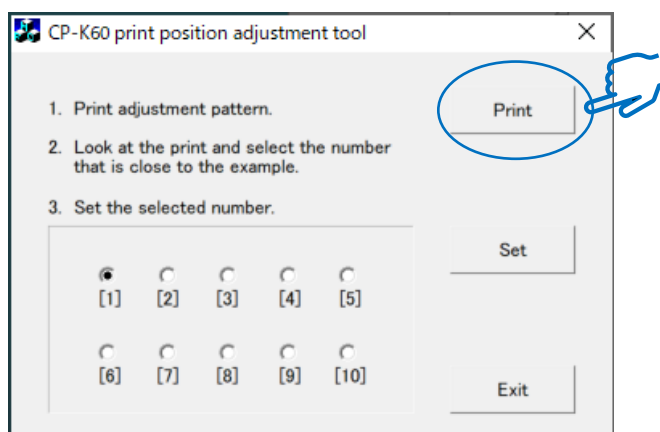 CP-K60 print position adjustment tool
1. Print adjustment pattern.
Print
2. Look at the print and select the number
that is close to the example.
3. Set the selected number.
Set
[1] [2] [3] [4] [5]
[6] [7] [8] [9] [10]
Exit